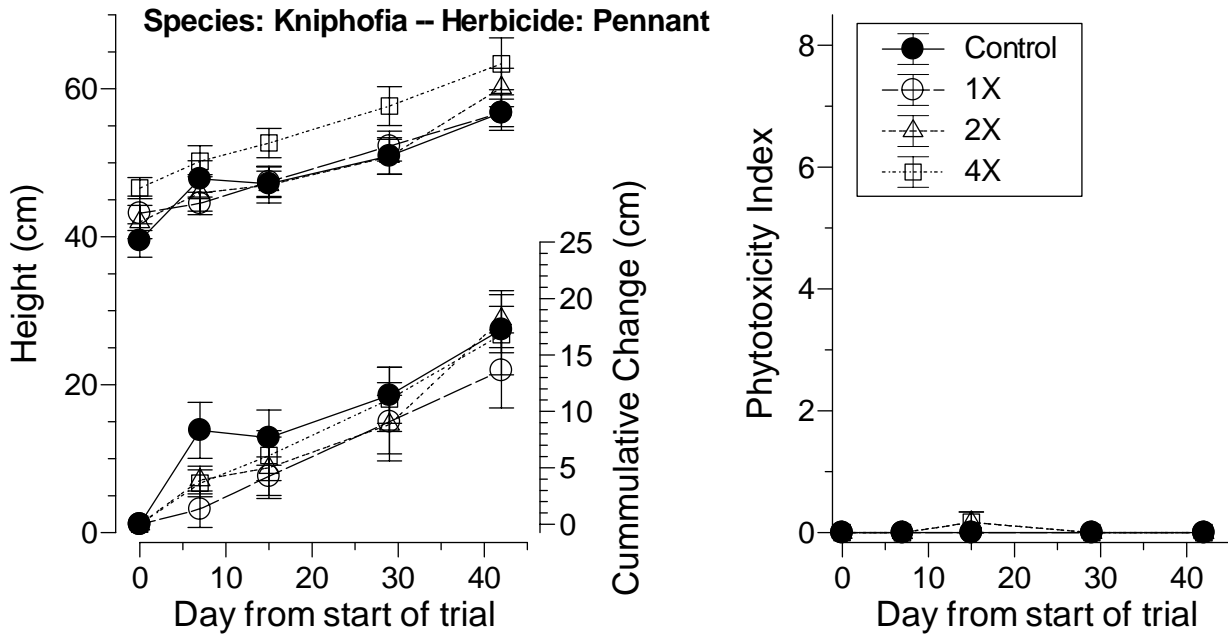 Species: Kniphofia -- Herbicide: Pennant
Height (cm)
60
40
20
0
Cummulative Change (cm)
25
20
15
10
5
0
0 10 20 30 40
Day from start of trial
Phytotoxicity Index
8
6
4
2
0
0 10 20 30 40
Day from start of trial
Control
1X
2X
4X